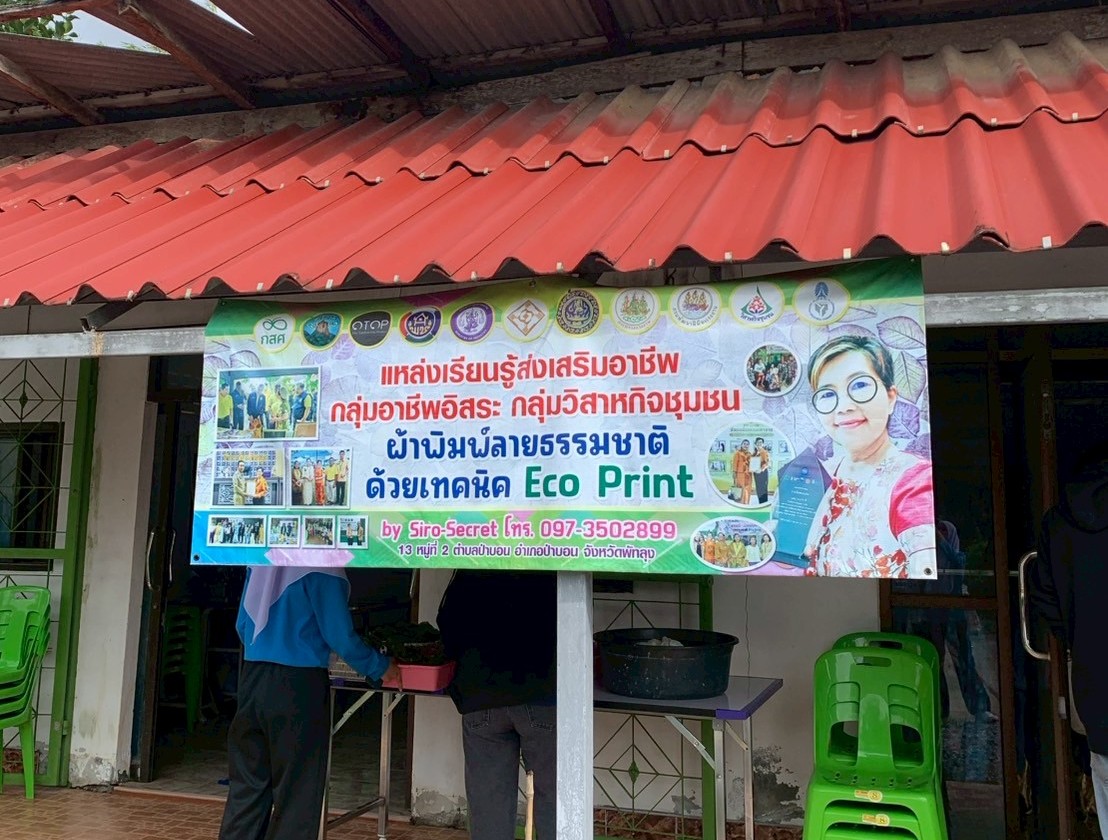 กสศ
OTOP
แหล่งเรียนรู้ส่งเสริมอาชีพ
กลุ่มอาชีพอิสระ กลุ่มวิสาหกิจชุมชน
ผ้าพิมพ์ลายธรรมชาติ
ด้วยเทคนิค Eco Print
by Siro-Secret โทร. 097-3502899
13 หมู่ที่ 2 ตำบลป่าบอน อำเภอป่าบอน จังหวัดพัทลุง